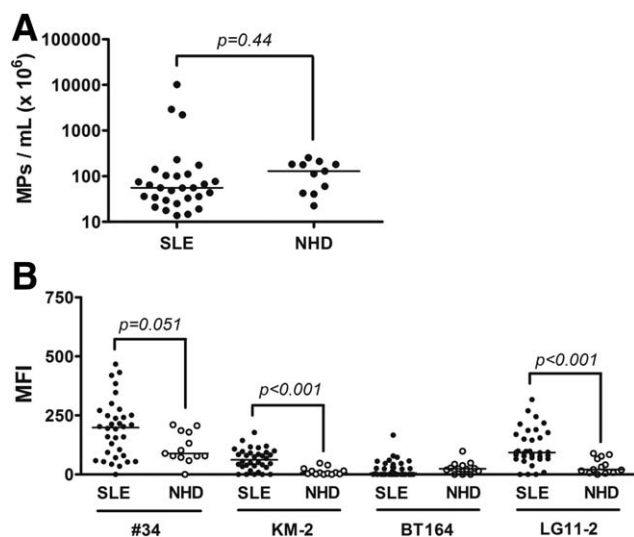 A
100000
10000
1000
100
10
MPs / mL (x 10⁶)
p=0.44
SLE NHD
B
750
500
250
0
MFI
p=0.051
p<0.001
p<0.001
SLE NHD SLE NHD SLE NHD SLE NHD
#34 KM-2 BT164 LG11-2